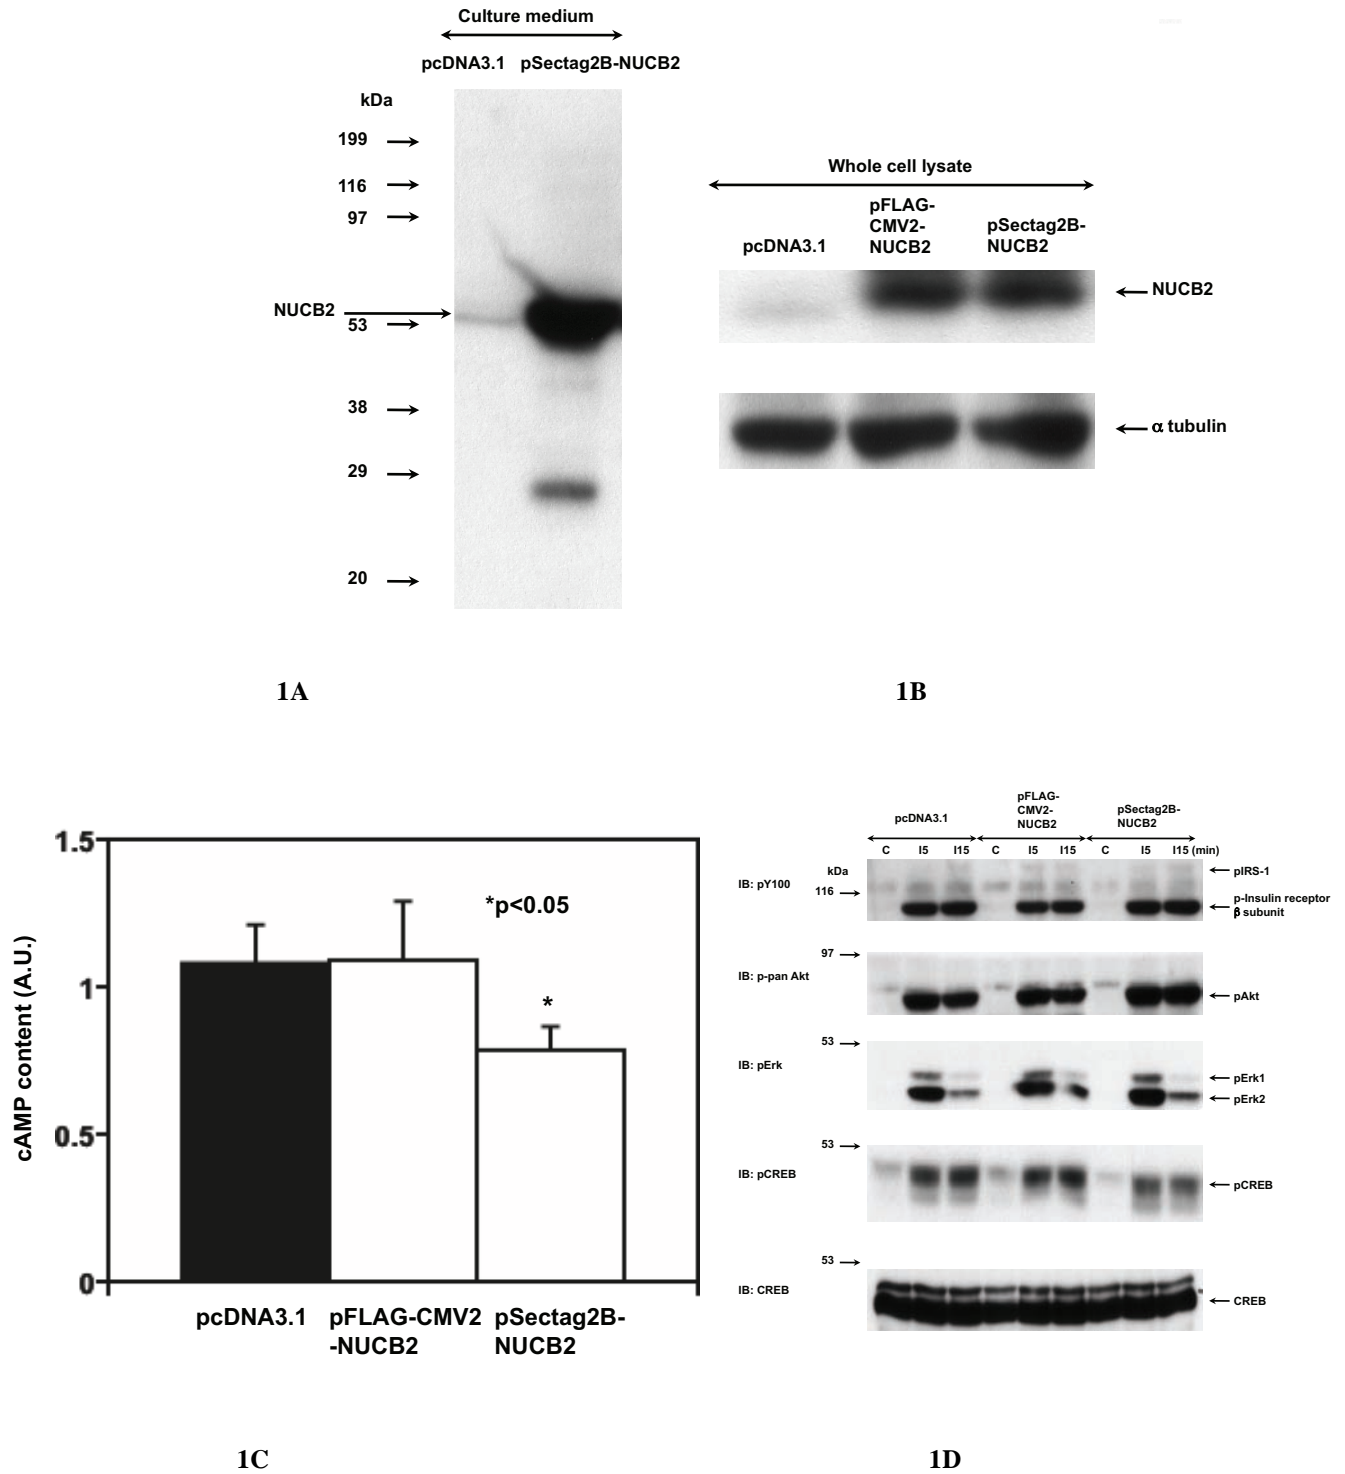 Culture medium
pcDNA3.1 pSectag2B-NUCB2
kDa
199
116
97
NUCB2
53
38
29
20
1A
Whole cell lysate
pcDNA3.1
pFLAG-
CMV2-
NUCB2
pSectag2B-
NUCB2
NUCB2
α tubulin
1B
1.5
1
0.5
0
cAMP content (A.U.)
*p<0.05
*
pcDNA3.1
pFLAG-CMV2
-NUCB2
pSectag2B-
NUCB2
1C
pcDNA3.1
pFLAG-
CMV2-
NUCB2
pSectag2B-
NUCB2
C I5 I15 C I5 I15 C I5 I15 (min)
kDa
IB: pY100
116
pIRS-1
p-Insulin receptor
β subunit
97
IB: p-pan Akt
pAkt
53
IB: pErk
pErk1
pErk2
53
IB: pCREB
pCREB
53
IB: CREB
CREB
1D